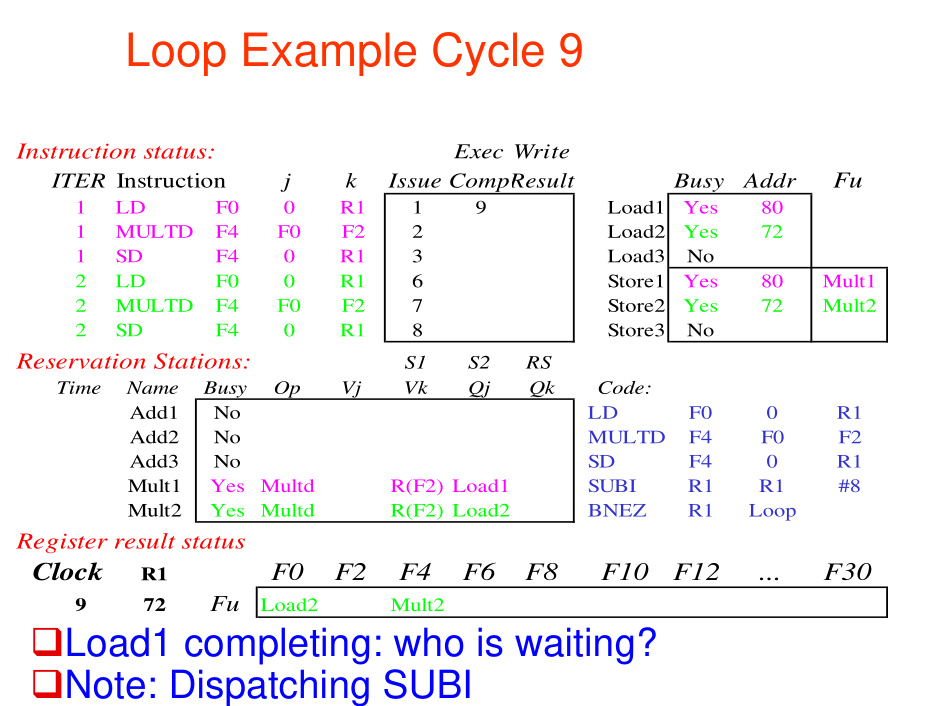 Loop Example Cycle 9
Instruction status: Exec Write
ITER Instruction j k Issue Comp Result Busy Addr Fu
1 LD F0 0 R1 1 9 Load1 Yes 80
1 MULTD F4 F0 F2 2 Load2 Yes 72
1 SD F4 0 R1 3 Load3 No
2 LD F0 0 R1 6 Store1 Yes 80 Mult1
2 MULTD F4 F0 F2 7 Store2 Yes 72 Mult2
2 SD F4 0 R1 8 Store3 No
Reservation Stations: S1 S2 RS
Time Name Busy Op Vj Vk Qj Qk Code:
Add1 No LD F0 0 R1
Add2 No MULTD F4 F0 F2
Add3 No SD F4 0 R1
Mult1 Yes Multd R(F2) Load1 SUBI R1 R1 #8
Mult2 Yes Multd R(F2) Load2 BNEZ R1 Loop
Register result status
Clock R1 F0 F2 F4 F6 F8 F10 F12 ... F30
9 72 Fu Load2 Mult2
❑Load1 completing: who is waiting?
❑Note: Dispatching SUBI